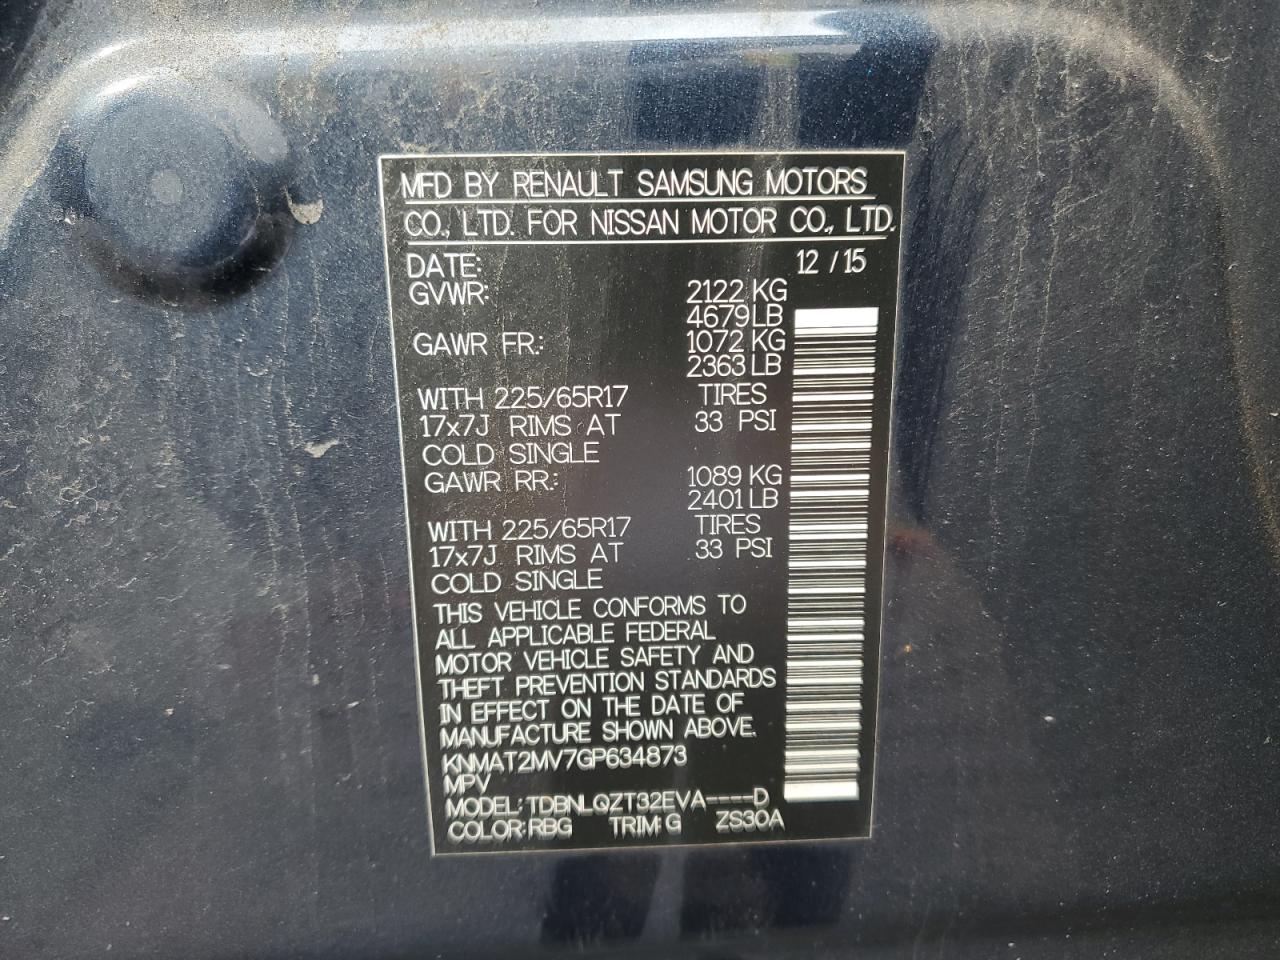 MFD BY RENAULT SAMSUNG MOTORS
CO., LTD. FOR NISSAN MOTOR CO., LTD.
DATE: 12 / 15
GVWR: 2122 KG
4679 LB
GAWR FR.: 1072 KG
2363 LB
WITH 225/65R17 TIRES
17x7J RIMS AT 33 PSI
COLD SINGLE
GAWR RR.: 1089 KG
2401 LB
WITH 225/65R17 TIRES
17x7J RIMS AT 33 PSI
COLD SINGLE
THIS VEHICLE CONFORMS TO
ALL APPLICABLE FEDERAL
MOTOR VEHICLE SAFETY AND
THEFT PREVENTION STANDARDS
IN EFFECT ON THE DATE OF
MANUFACTURE SHOWN ABOVE.
KNMAT2MV7GP634873
MPV
MODEL: TDBNLQZT32EVA----D
COLOR: RBG TRIM: G ZS30A